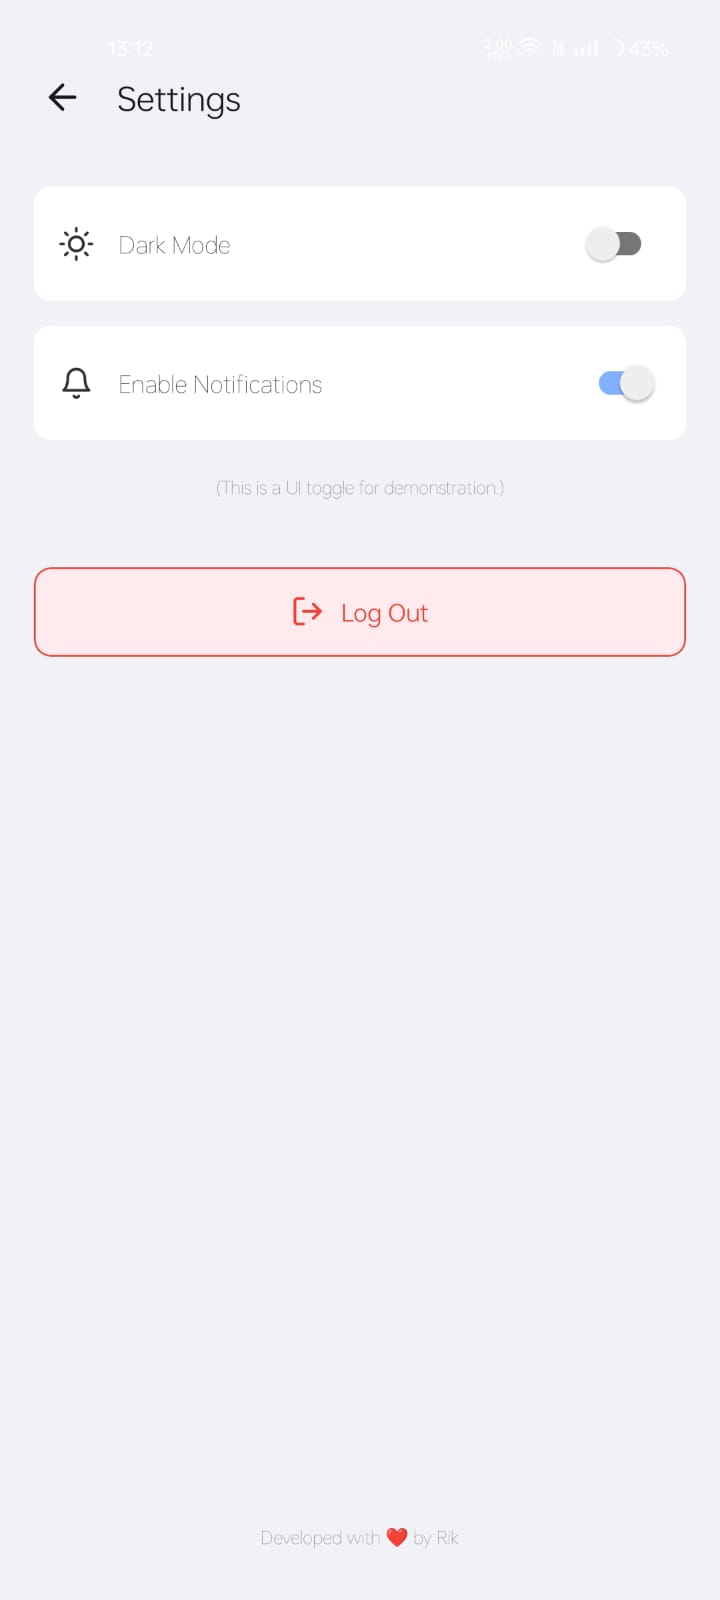 13:12
2.00
KB/S
43%
Settings
Dark Mode
Enable Notifications
(This is a UI toggle for demonstration.)
Log Out
Developed with ❤️ by Rik